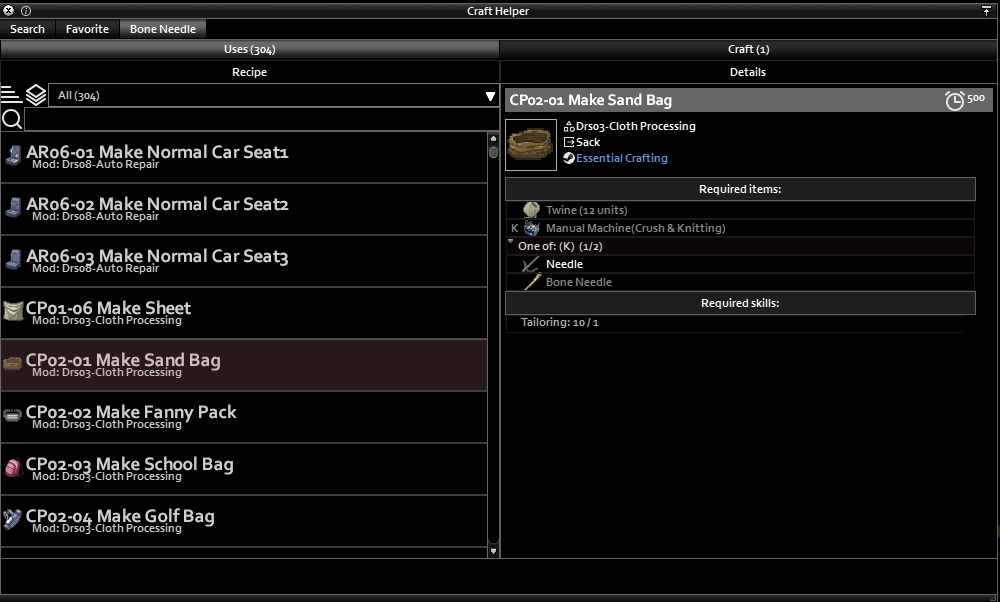 Craft Helper
Search Favorite Bone Needle
Uses (304)
Craft (1)
Recipe
Details
All (304)
AR06-01 Make Normal Car Seat1
Mod: Drs08-Auto Repair
AR06-02 Make Normal Car Seat2
Mod: Drs08-Auto Repair
AR06-03 Make Normal Car Seat3
Mod: Drs08-Auto Repair
CP01-06 Make Sheet
Mod: Drs03-Cloth Processing
CP02-01 Make Sand Bag
Mod: Drs03-Cloth Processing
CP02-02 Make Fanny Pack
Mod: Drs03-Cloth Processing
CP02-03 Make School Bag
Mod: Drs03-Cloth Processing
CP02-04 Make Golf Bag
Mod: Drs03-Cloth Processing
CP02-01 Make Sand Bag
500
Drs03-Cloth Processing
Sack
Essential Crafting
Required items:
Twine (12 units)
K Manual Machine(Crush & Knitting)
One of: (K) (1/2)
Needle
Bone Needle
Required skills:
Tailoring: 10 / 1